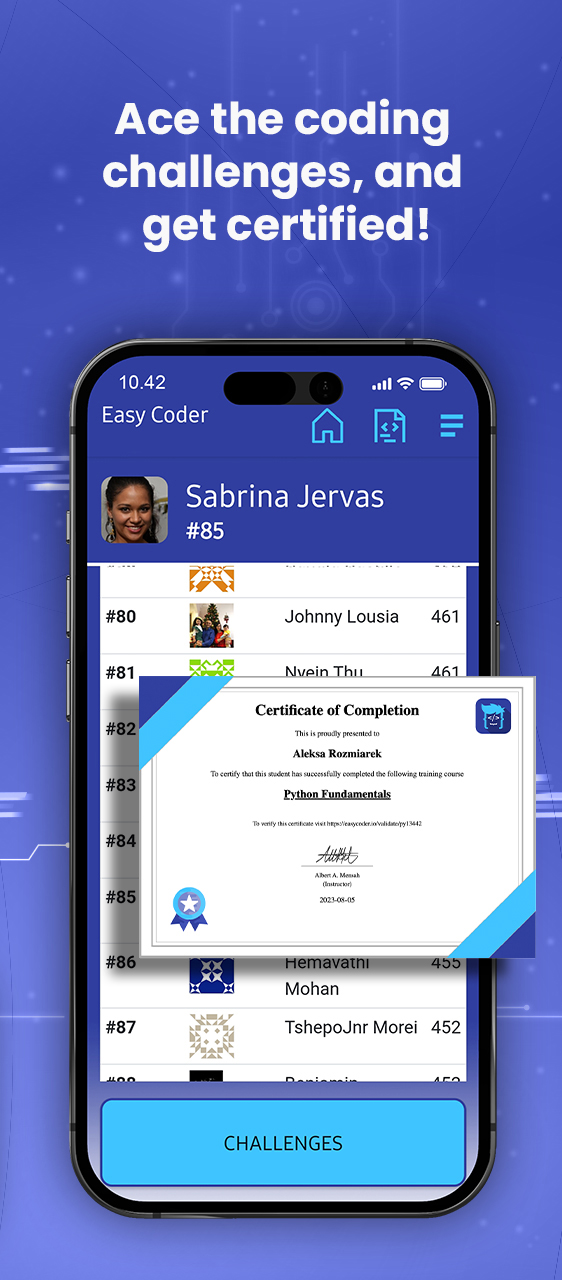 Ace the coding
challenges, and
get certified!
10.42
Easy Coder
Sabrina Jervas
#85
#80 Johnny Lousia 461
#81 Nyein Thu 461
#82
#83
#84
#85
Certificate of Completion
This is proudly presented to
Aleksa Rozmiarek
To certify that this student has successfully completed the following training course
Python Fundamentals
To verify this certificate visit https://easycoder.io/validate/py13442
Albert A. Mensah
(Instructor)
2023-08-05
#86 Hemavathi 455
Mohan
#87 TshepoJnr Morei 452
#88 Benjamin 452
CHALLENGES